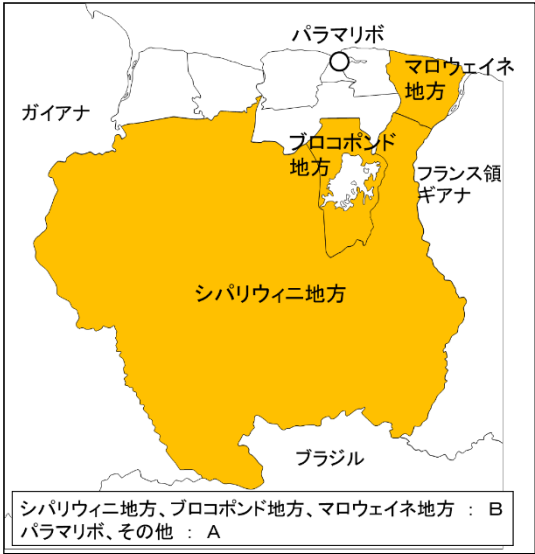 パラマリボ
マロウェイネ
地方
ガイアナ
ブロコポンド
地方
フランス領
ギアナ
シパリウィニ地方
ブラジル
シパリウィニ地方、ブロコポンド地方、マロウェイネ地方 ： B
パラマリボ、その他 ： A